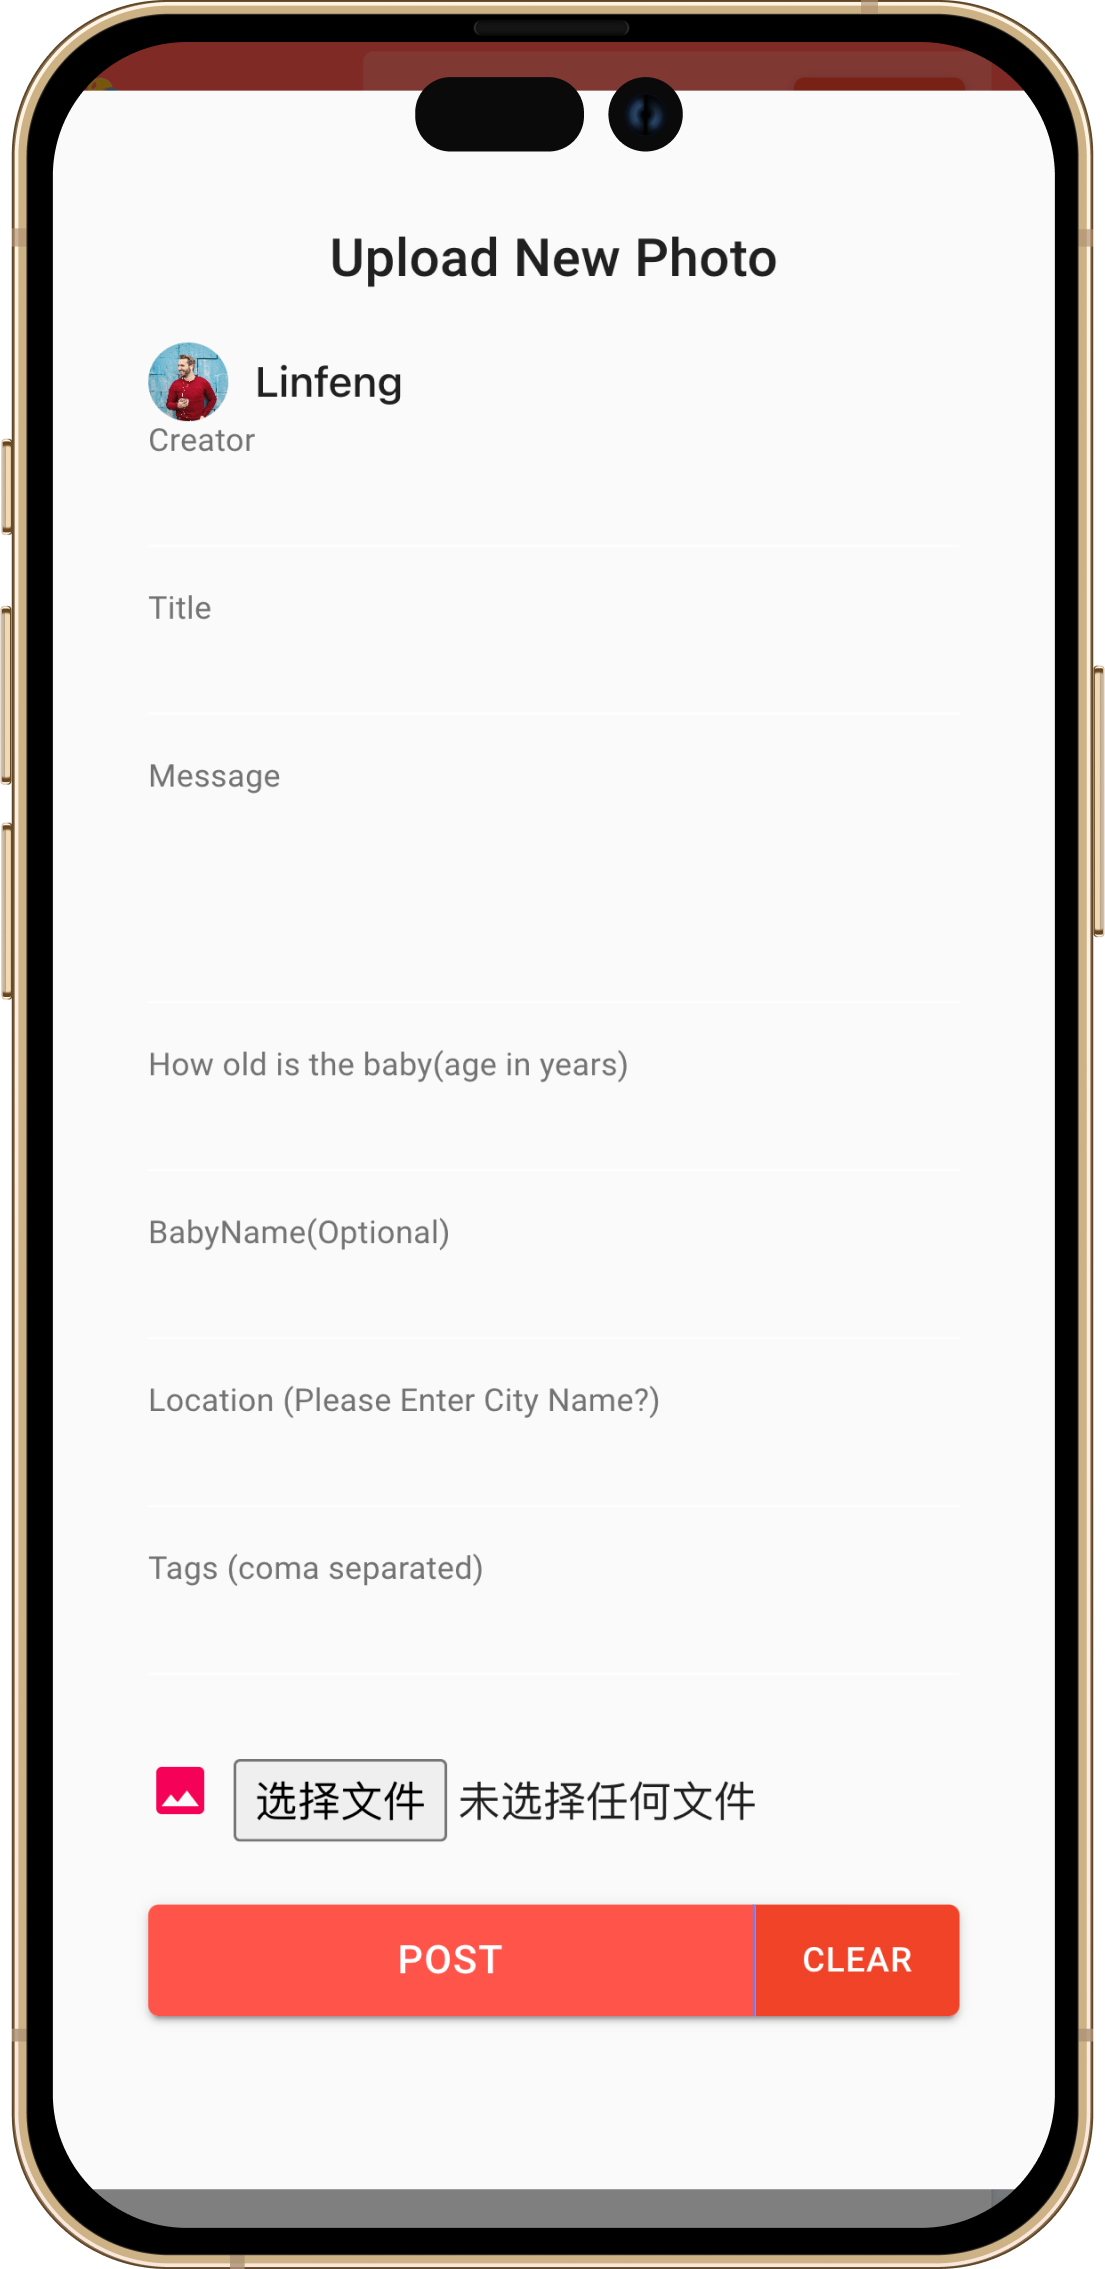 Upload New Photo
Linfeng
Creator
Title
Message
How old is the baby(age in years)
BabyName(Optional)
Location (Please Enter City Name?)
Tags (coma separated)
选择文件 未选择任何文件
POST CLEAR